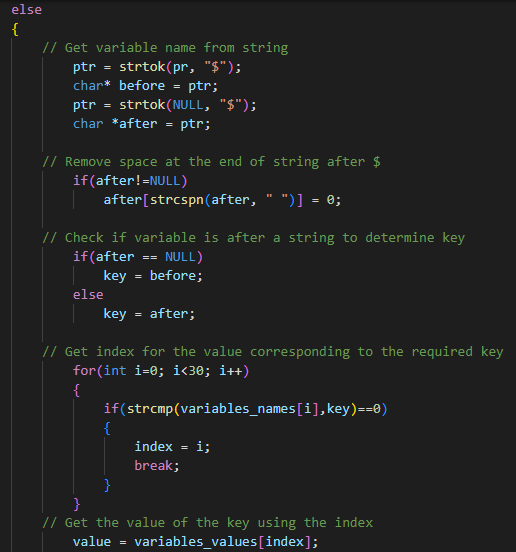 else
{
    // Get variable name from string
        ptr = strtok(pr, "$");
        char* before = ptr;
        ptr = strtok(NULL, "$");
        char *after = ptr;

    // Remove space at the end of string after $
        if(after!=NULL)
            after[strcspn(after, " ")] = 0;

    // Check if variable is after a string to determine key
        if(after == NULL)
            key = before;
        else
            key = after;

    // Get index for the value corresponding to the required key
        for(int i=0; i<30; i++)
        {
            if(strcmp(variables_names[i],key)==0)
            {
                index = i;
                break;
            }
        }
    // Get the value of the key using the index
        value = variables_values[index];